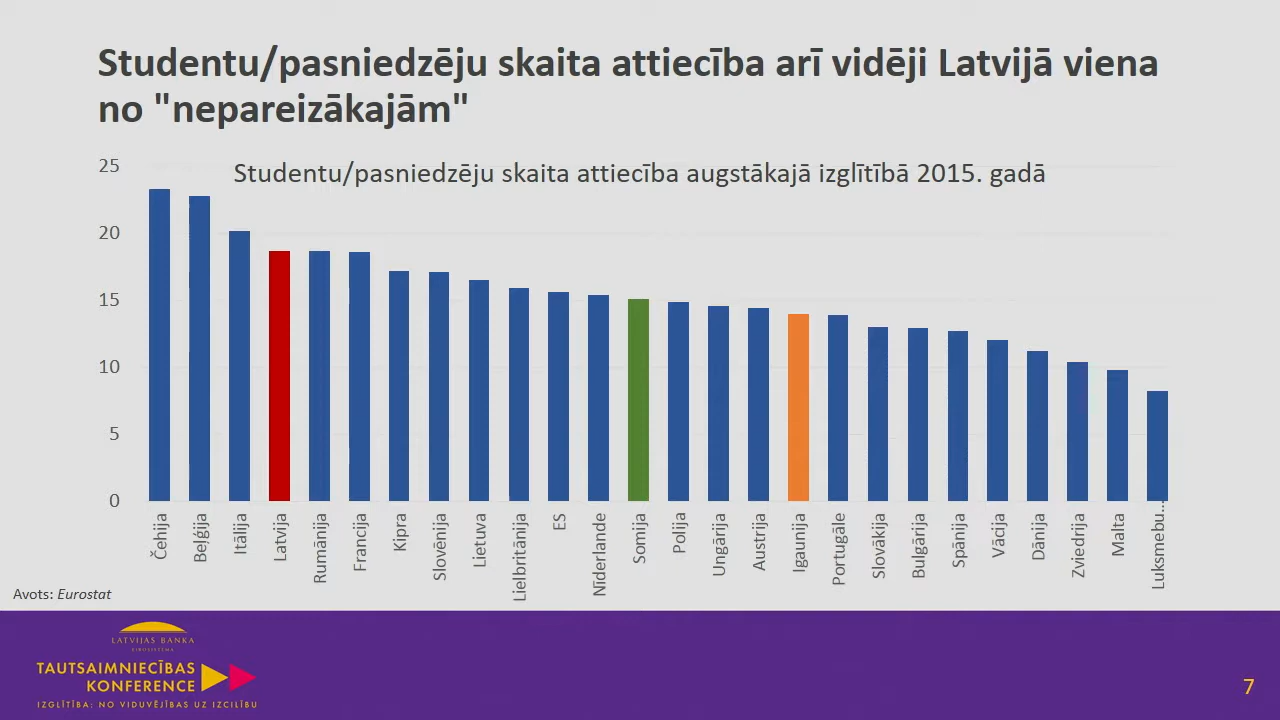 Studentu/pasniedzēju skaita attiecība arī vidēji Latvijā viena
no "nepareizākajām"
Studentu/pasniedzēju skaita attiecība augstākajā izglītībā 2015. gadā
25
20
15
10
5
0
Čehija
Beļģija
Itālija
Latvija
Rumānija
Francija
Kipra
Slovēnija
Lietuva
Lielbritānija
ES
Nīderlande
Somija
Polija
Ungārija
Austrija
Igaunija
Portugāle
Slovākija
Bulgārija
Spānija
Vācija
Dānija
Zviedrija
Malta
Luksmebu...
Avots: Eurostat
LATVIJAS BANKA
EIROSISTĒMA
TAUTSAIMNIECĪBAS
KONFERENCE
IZGLĪTĪBA: NO VIDUVĒJĪBAS UZ IZCILĪBU
7